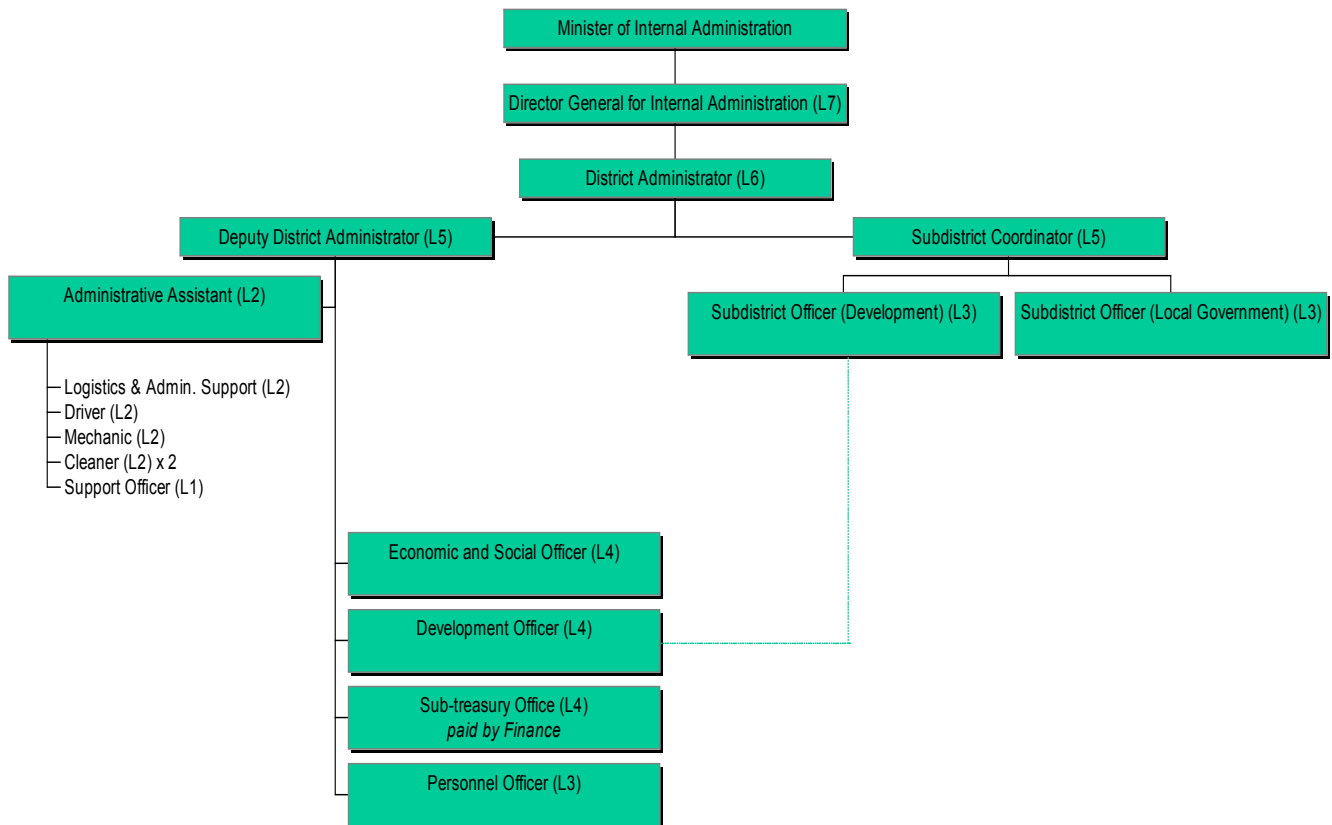 Minister of Internal Administration
Director General for Internal Administration (L7)
District Administrator (L6)
Deputy District Administrator (L5)
Subdistrict Coordinator (L5)
Administrative Assistant (L2)
Subdistrict Officer (Development) (L3)
Subdistrict Officer (Local Government) (L3)
Logistics & Admin. Support (L2)
Driver (L2)
Mechanic (L2)
Cleaner (L2) x 2
Support Officer (L1)
Economic and Social Officer (L4)
Development Officer (L4)
Sub-treasury Office (L4)
paid by Finance
Personnel Officer (L3)